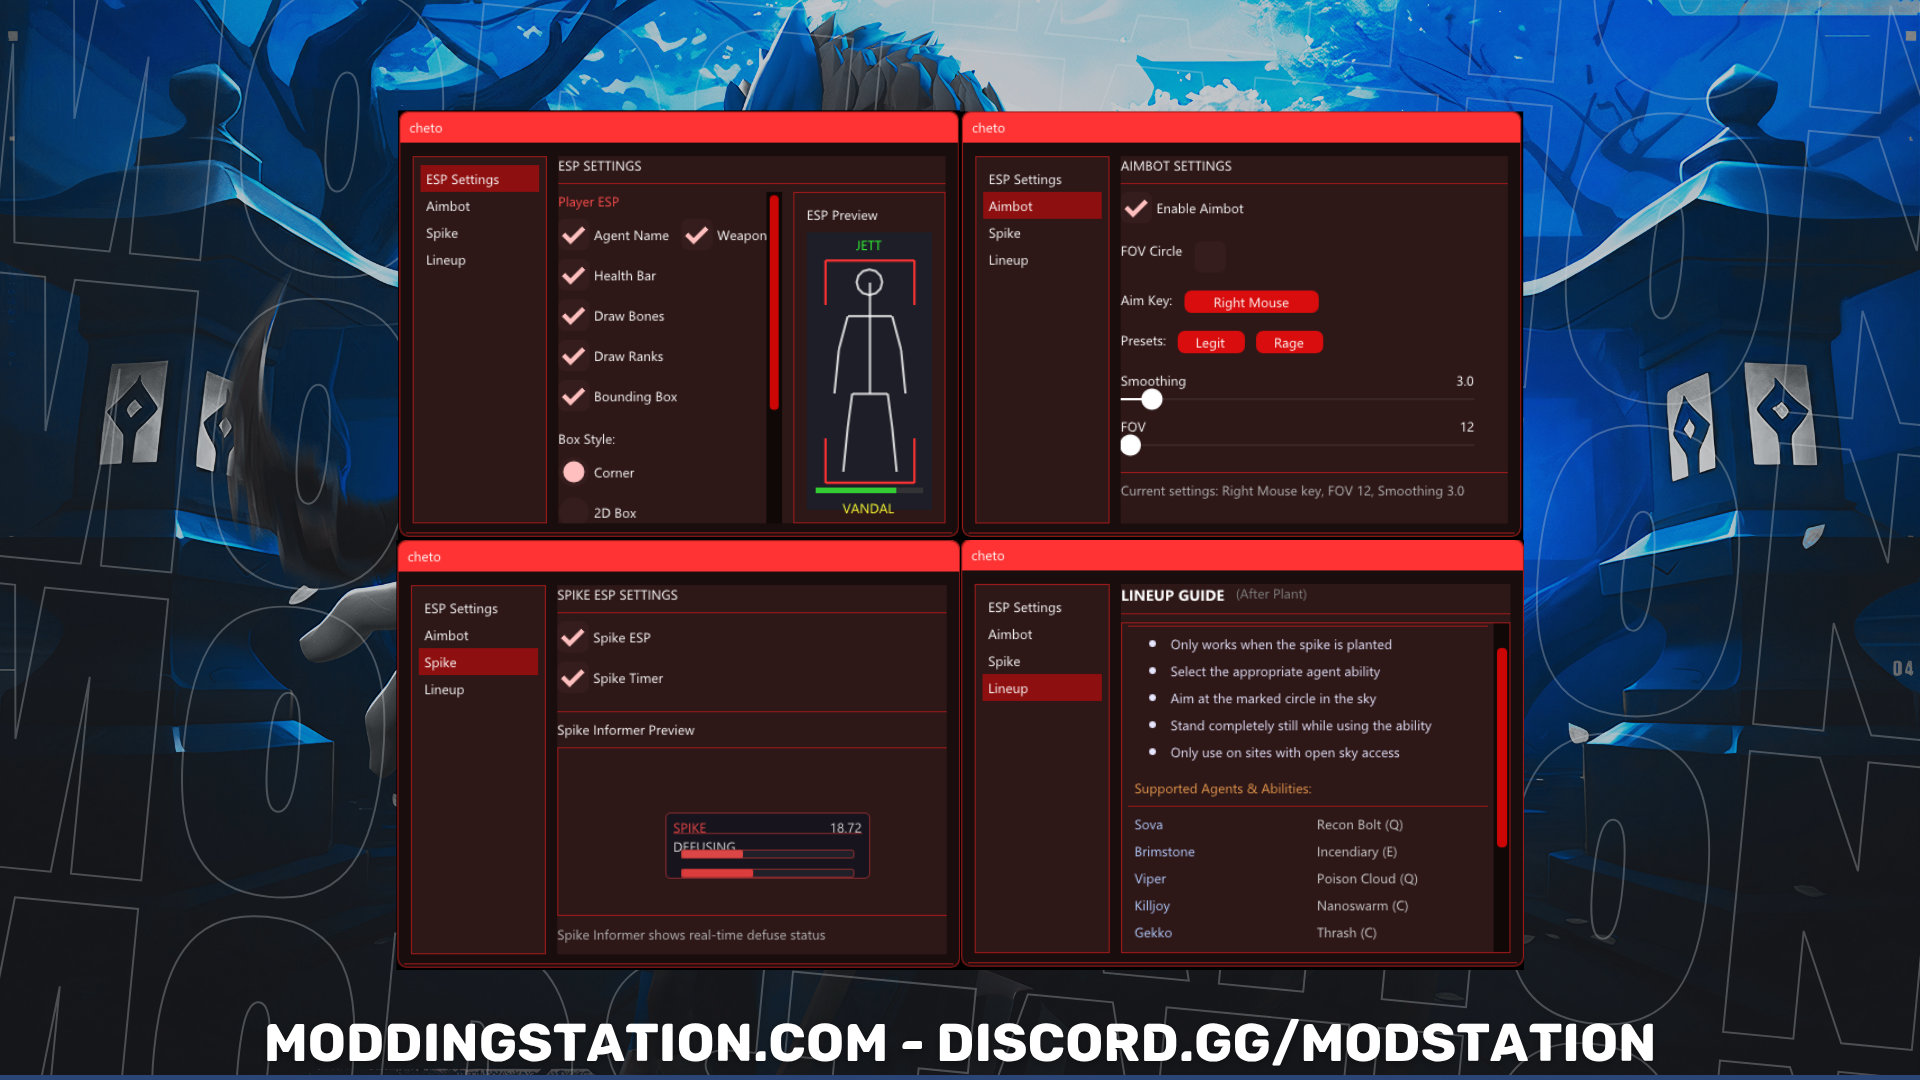 cheto
ESP Settings
Aimbot
Spike
Lineup
ESP SETTINGS
Player ESP
Agent Name
Weapon
Health Bar
Draw Bones
Draw Ranks
Bounding Box
Box Style:
Corner
2D Box
ESP Preview
JETT
VANDAL
cheto
ESP Settings
Aimbot
Spike
Lineup
AIMBOT SETTINGS
Enable Aimbot
FOV Circle
Aim Key: Right Mouse
Presets: Legit Rage
Smoothing 3.0
FOV 12
Current settings: Right Mouse key, FOV 12, Smoothing 3.0
cheto
ESP Settings
Aimbot
Spike
Lineup
SPIKE ESP SETTINGS
Spike ESP
Spike Timer
Spike Informer Preview
SPIKE 18.72
DEFUSING
Spike Informer shows real-time defuse status
cheto
ESP Settings
Aimbot
Spike
Lineup
LINEUP GUIDE (After Plant)
Only works when the spike is planted
Select the appropriate agent ability
Aim at the marked circle in the sky
Stand completely still while using the ability
Only use on sites with open sky access
Supported Agents & Abilities:
Sova Recon Bolt (Q)
Brimstone Incendiary (E)
Viper Poison Cloud (Q)
Killjoy Nanoswarm (C)
Gekko Thrash (C)
04
MODDINGSTATION.COM - DISCORD.GG/MODSTATION